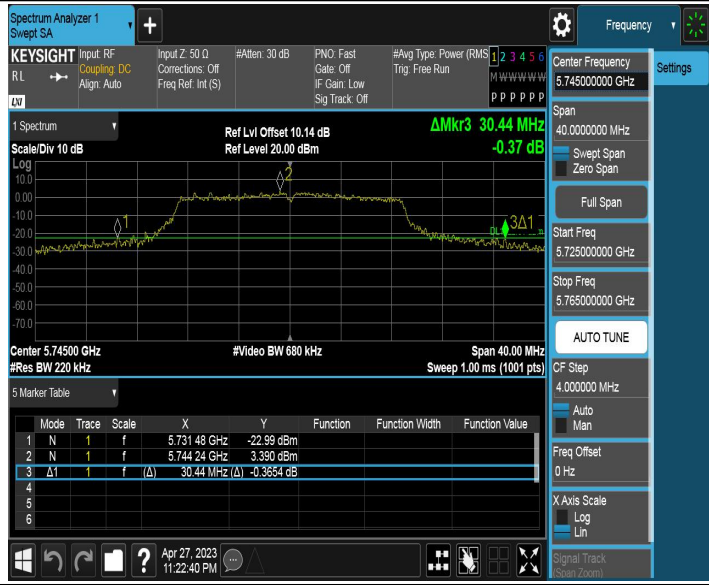 Spectrum Analyzer 1
Swept SA
+
Frequency
KEYSIGHT
RL
LXI
Input: RF
Coupling: DC
Align: Auto
Input Z: 50 Ω
Corrections: Off
Freq Ref: Int (S)
#Atten: 30 dB
PNO: Fast
Gate: Off
IF Gain: Low
Sig Track: Off
#Avg Type: Power (RMS
Trig: Free Run
1 2 3 4 5 6
M W W W W W
P P P P P P
1 Spectrum
Scale/Div 10 dB
Ref Lvl Offset 10.14 dB
Ref Level 20.00 dBm
ΔMkr3 30.44 MHz
-0.37 dB
Log
10.0
0.00
-10.0
-20.0
-30.0
-40.0
-50.0
-60.0
-70.0
1
2
3Δ1
Center 5.74500 GHz
#Res BW 220 kHz
#Video BW 680 kHz
Span 40.00 MHz
Sweep 1.00 ms (1001 pts)
5 Marker Table
Mode Trace Scale X Y Function Function Width Function Value
1 N 1 f 5.731 48 GHz -22.99 dBm
2 N 1 f 5.744 24 GHz 3.390 dBm
3 Δ1 1 f (Δ) 30.44 MHz (Δ) -0.3654 dB
4
5
6
?
Apr 27, 2023
11:22:40 PM
Center Frequency
5.745000000 GHz
Settings
Span
40.0000000 MHz
Swept Span
Zero Span
Full Span
Start Freq
5.725000000 GHz
Stop Freq
5.765000000 GHz
AUTO TUNE
CF Step
4.000000 MHz
Auto
Man
Freq Offset
0 Hz
X Axis Scale
Log
Lin
Signal Track
(Span Zoom)